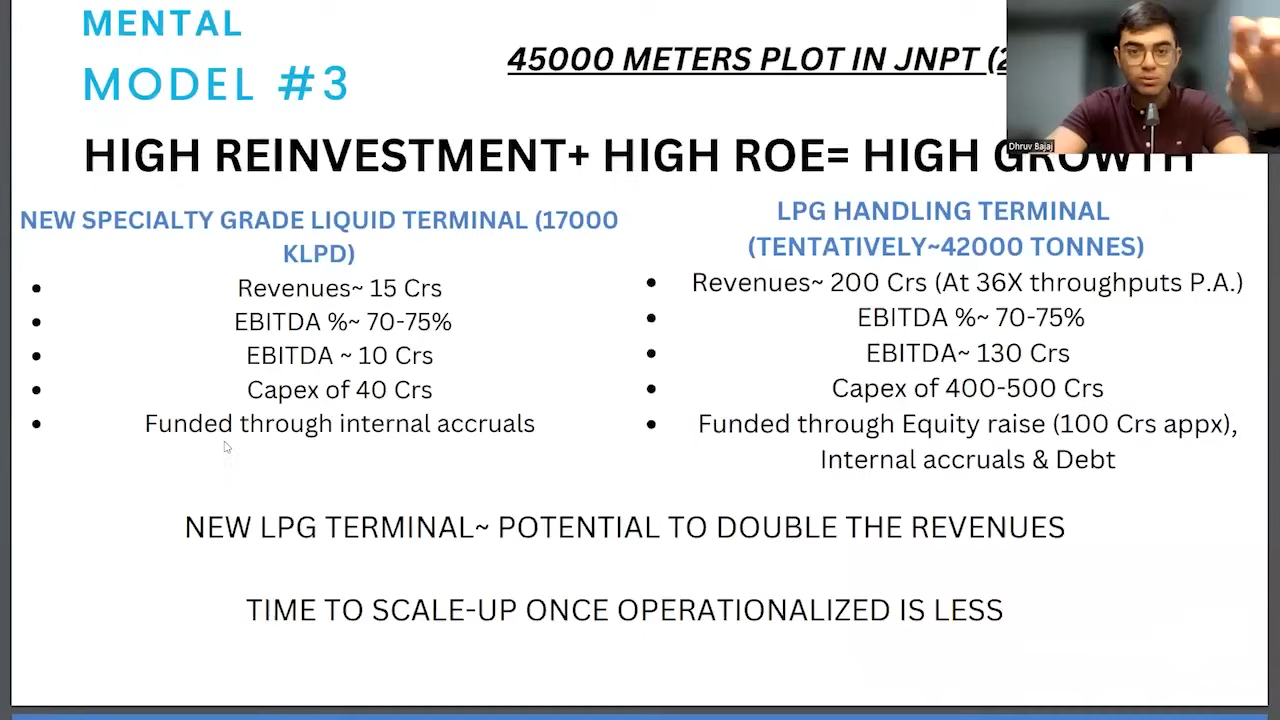 MENTAL
MODEL #3
45000 METERS PLOT IN JNPT (2
HIGH REINVESTMENT+ HIGH ROE= HIGH GROWTH
Dhruv Bajaj
NEW SPECIALTY GRADE LIQUID TERMINAL (17000
KLPD)
• Revenues~ 15 Crs
• EBITDA %~ 70-75%
• EBITDA ~ 10 Crs
• Capex of 40 Crs
• Funded through internal accruals
LPG HANDLING TERMINAL
(TENTATIVELY~42000 TONNES)
• Revenues~ 200 Crs (At 36X throughputs P.A.)
• EBITDA %~ 70-75%
• EBITDA~ 130 Crs
• Capex of 400-500 Crs
• Funded through Equity raise (100 Crs appx),
Internal accruals & Debt
NEW LPG TERMINAL~ POTENTIAL TO DOUBLE THE REVENUES
TIME TO SCALE-UP ONCE OPERATIONALIZED IS LESS